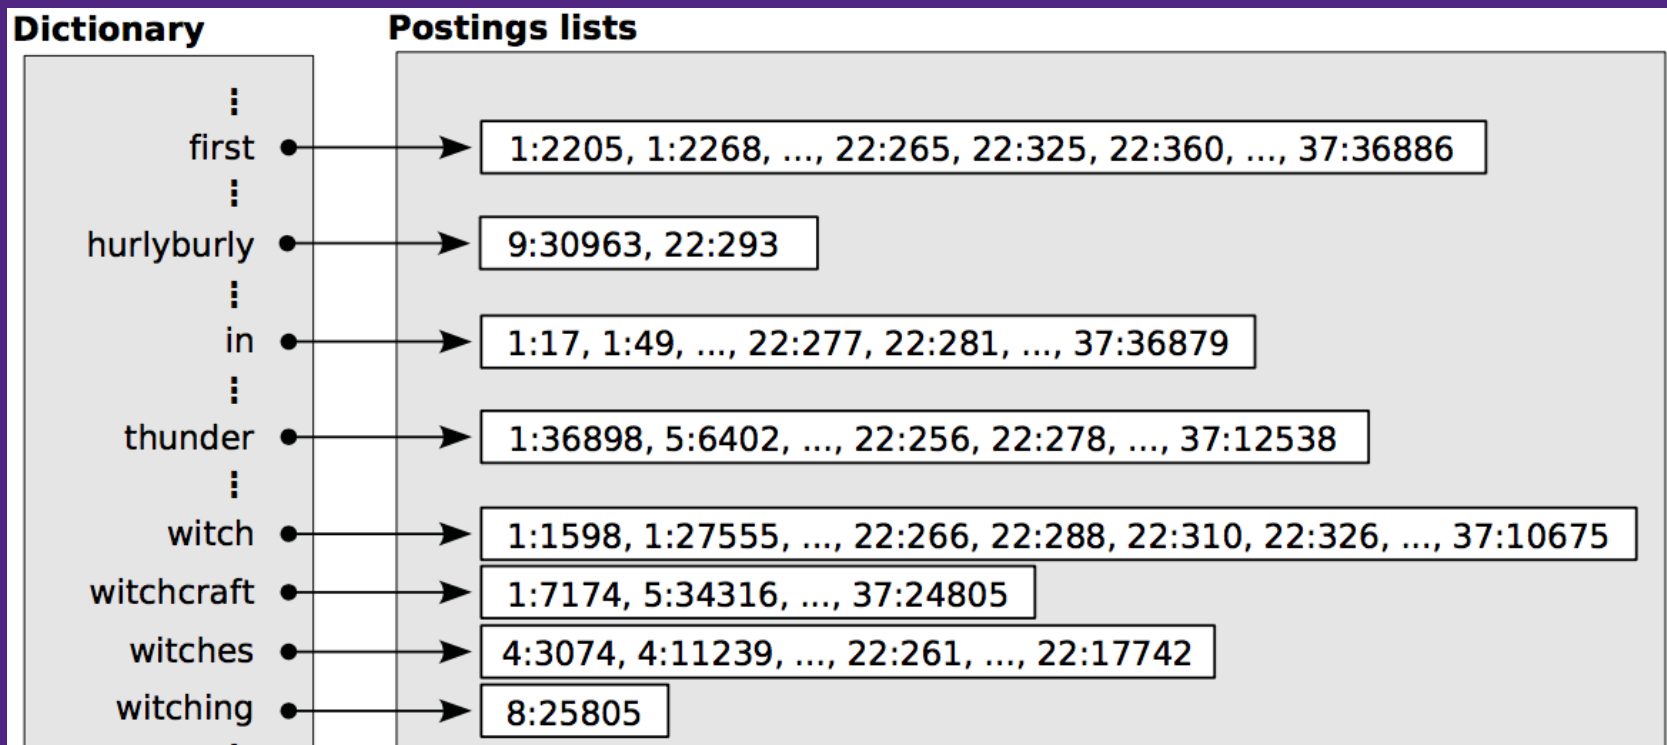 Dictionary Postings lists
first 1:2205, 1:2268, ..., 22:265, 22:325, 22:360, ..., 37:36886
hurlyburly 9:30963, 22:293
in 1:17, 1:49, ..., 22:277, 22:281, ..., 37:36879
thunder 1:36898, 5:6402, ..., 22:256, 22:278, ..., 37:12538
witch 1:1598, 1:27555, ..., 22:266, 22:288, 22:310, 22:326, ..., 37:10675
witchcraft 1:7174, 5:34316, ..., 37:24805
witches 4:3074, 4:11239, ..., 22:261, ..., 22:17742
witching 8:25805